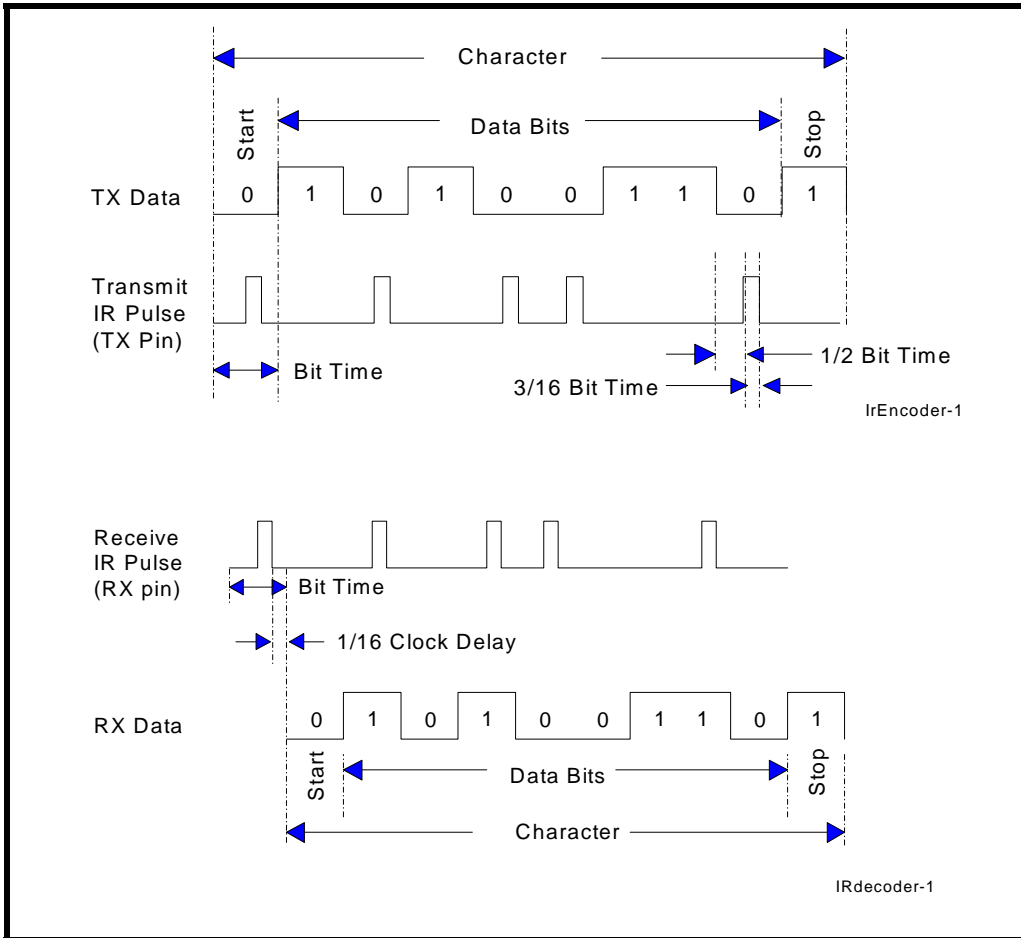 Character
Start
Data Bits
Stop
TX Data
0 1 0 1 0 0 1 1 0 1
Transmit
IR Pulse
(TX Pin)
Bit Time
1/2 Bit Time
3/16 Bit Time
IrEncoder-1
Receive
IR Pulse
(RX pin)
Bit Time
1/16 Clock Delay
RX Data
0 1 0 1 0 0 1 1 0 1
Start
Data Bits
Stop
Character
IRdecoder-1